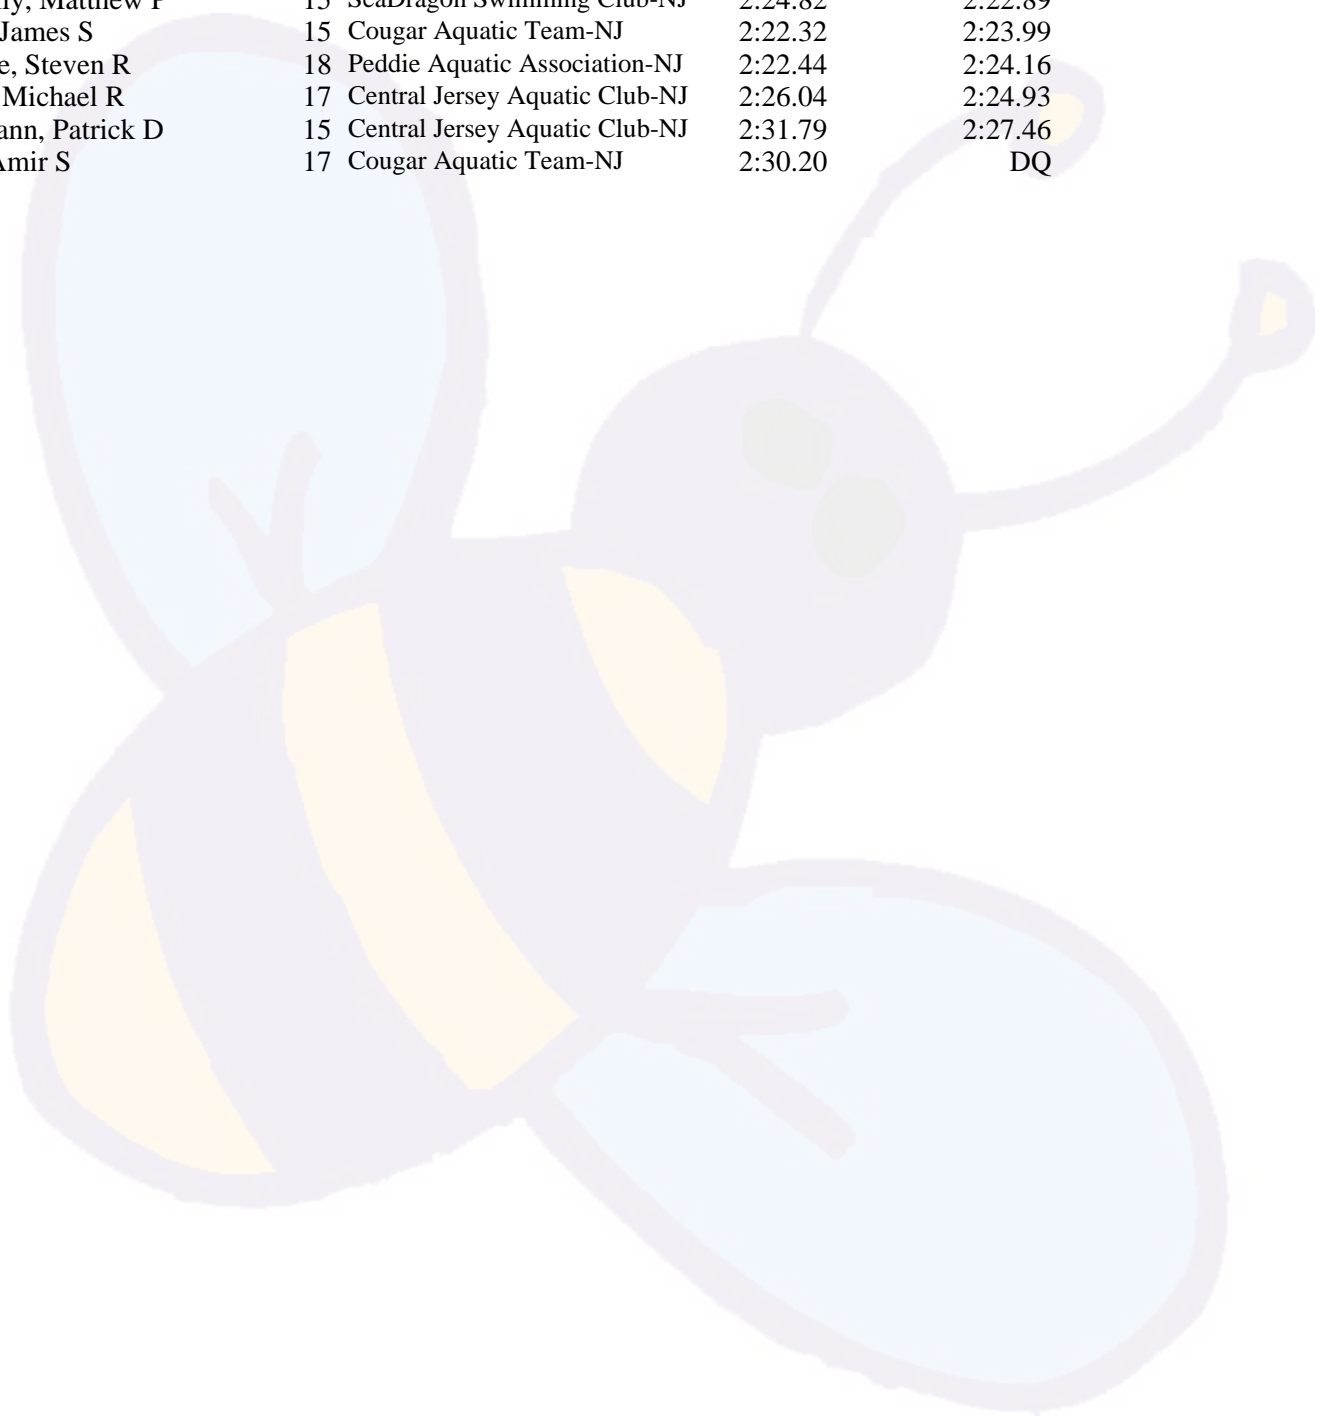 Matthew P 15 SeaDragon Swimming Club-NJ 2:24.82 2:22.89
James S 15 Cougar Aquatic Team-NJ 2:22.32 2:23.99
e, Steven R 18 Peddie Aquatic Association-NJ 2:22.44 2:24.16
Michael R 17 Central Jersey Aquatic Club-NJ 2:26.04 2:24.93
ann, Patrick D 15 Central Jersey Aquatic Club-NJ 2:31.79 2:27.46
Amir S 17 Cougar Aquatic Team-NJ 2:30.20 DQ